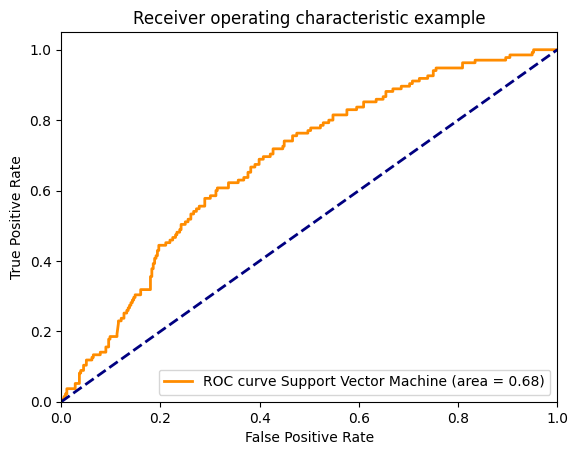 Receiver operating characteristic example
True Positive Rate
1.0
0.8
0.6
0.4
0.2
0.0
ROC curve Support Vector Machine (area = 0.68)
0.0 0.2 0.4 0.6 0.8 1.0
False Positive Rate